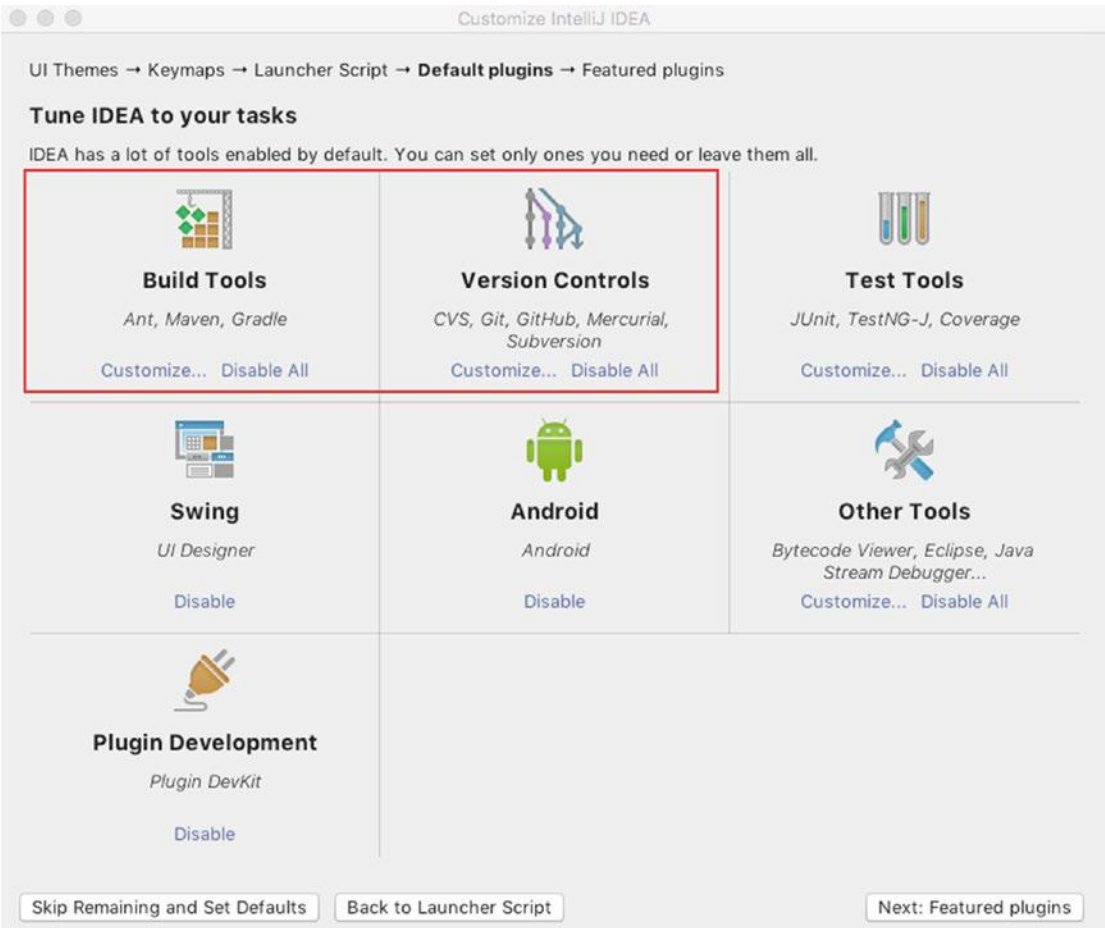 Customize IntelliJ IDEA
UI Themes → Keymaps → Launcher Script → Default plugins → Featured plugins
Tune IDEA to your tasks
IDEA has a lot of tools enabled by default. You can set only ones you need or leave them all.
Build Tools
Ant, Maven, Gradle
Customize... Disable All
Version Controls
CVS, Git, GitHub, Mercurial,
Subversion
Customize... Disable All
Test Tools
JUnit, TestNG-J, Coverage
Customize... Disable All
Swing
UI Designer
Disable
Android
Android
Disable
Other Tools
Bytecode Viewer, Eclipse, Java
Stream Debugger...
Customize... Disable All
Plugin Development
Plugin DevKit
Disable
Skip Remaining and Set Defaults
Back to Launcher Script
Next: Featured plugins